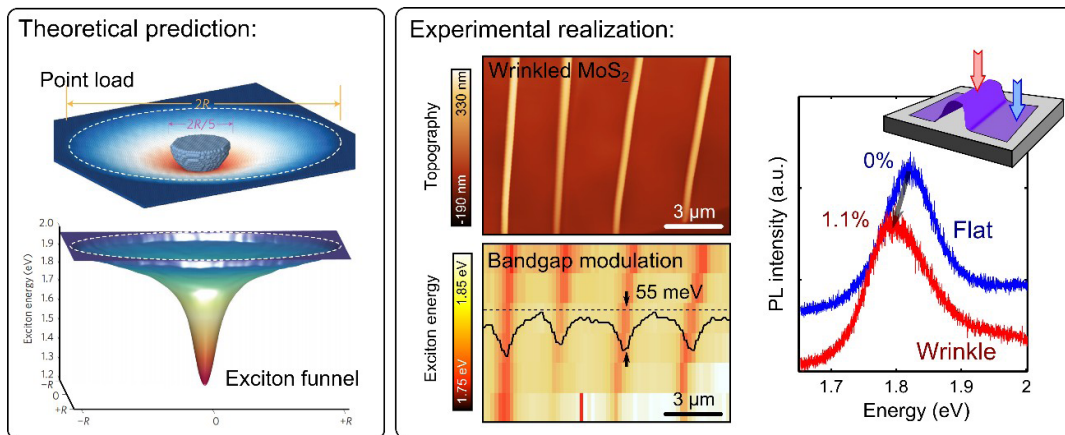 Theoretical prediction:
Point load
2R
2R/5
Exciton energy (eV)
2.0
1.9
1.8
1.7
1.6
1.5
1.4
1.3
1.2
−R
0
+R
−R
0
+R
Exciton funnel
Experimental realization:
Topography
330 nm
-190 nm
Wrinkled MoS₂
3 µm
Exciton energy
1.85 eV
1.75 eV
Bandgap modulation
55 meV
3 µm
PL intensity (a.u.)
0%
1.1%
Flat
Wrinkle
1.7
1.8
1.9
2
Energy (eV)